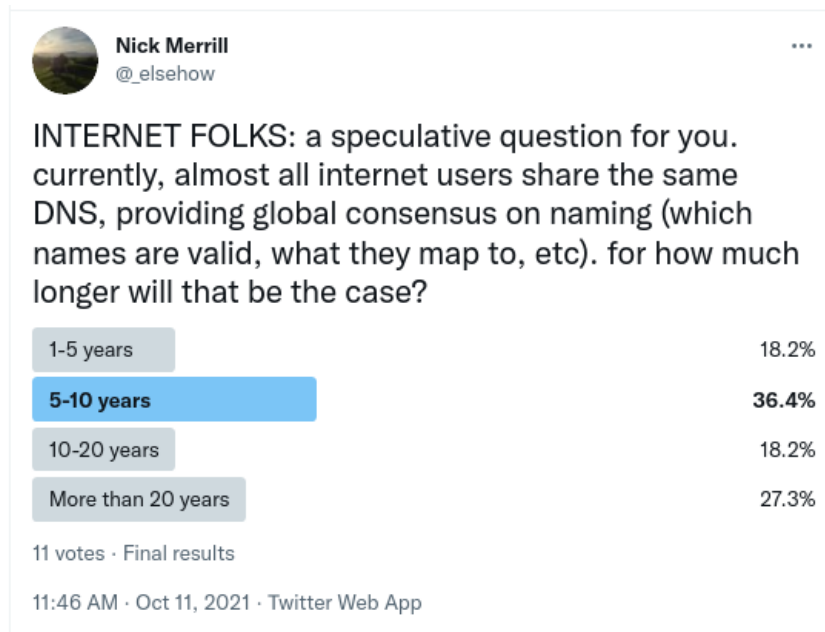 Nick Merrill
@_elsehow
INTERNET FOLKS: a speculative question for you.
currently, almost all internet users share the same
DNS, providing global consensus on naming (which
names are valid, what they map to, etc). for how much
longer will that be the case?
1-5 years 18.2%
5-10 years 36.4%
10-20 years 18.2%
More than 20 years 27.3%
11 votes · Final results
11:46 AM · Oct 11, 2021 · Twitter Web App